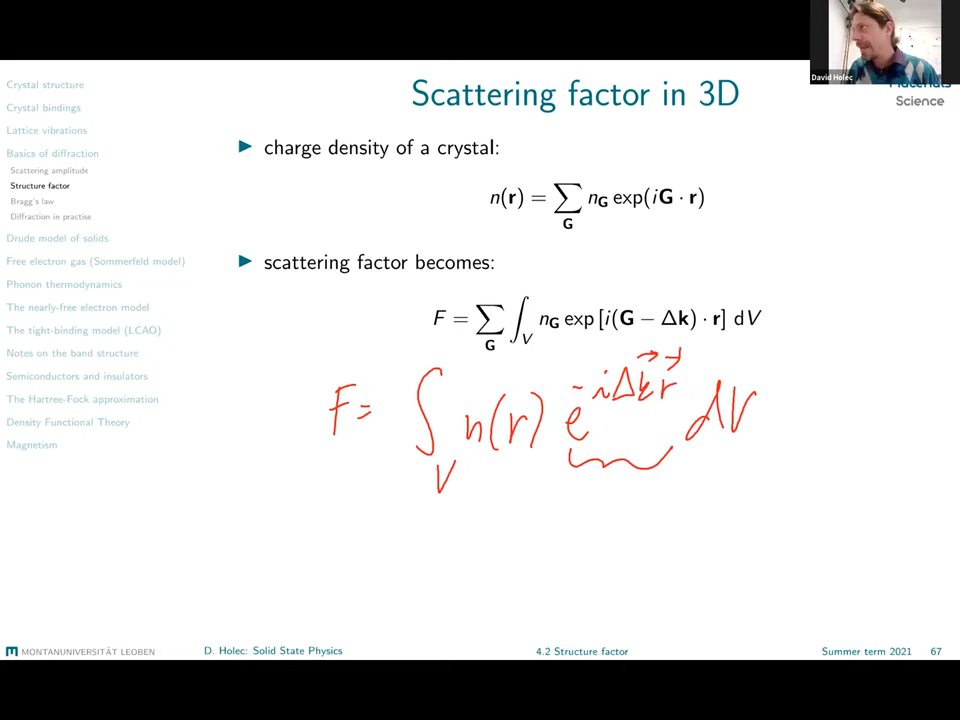 Scattering factor in 3D
David Holec
Materials
Science
Crystal structure
Crystal bindings
Lattice vibrations
Basics of diffraction
Scattering amplitude
Structure factor
Bragg's law
Diffraction in practise
Drude model of solids
Free electron gas (Sommerfeld model)
Phonon thermodynamics
The nearly-free electron model
The tight-binding model (LCAO)
Notes on the band structure
Semiconductors and insulators
The Hartree-Fock approximation
Density Functional Theory
Magnetism
▶ charge density of a crystal:
n(r) = ∑_G n_G exp(iG · r)
▶ scattering factor becomes:
F = ∑_G ∫_V n_G exp [i(G − Δk) · r] dV
F = ∫_V n(r) e^{-iΔk⃗r⃗} dV
MONTANUNIVERSITÄT LEOBEN
D. Holec: Solid State Physics
4.2 Structure factor
Summer term 2021 67